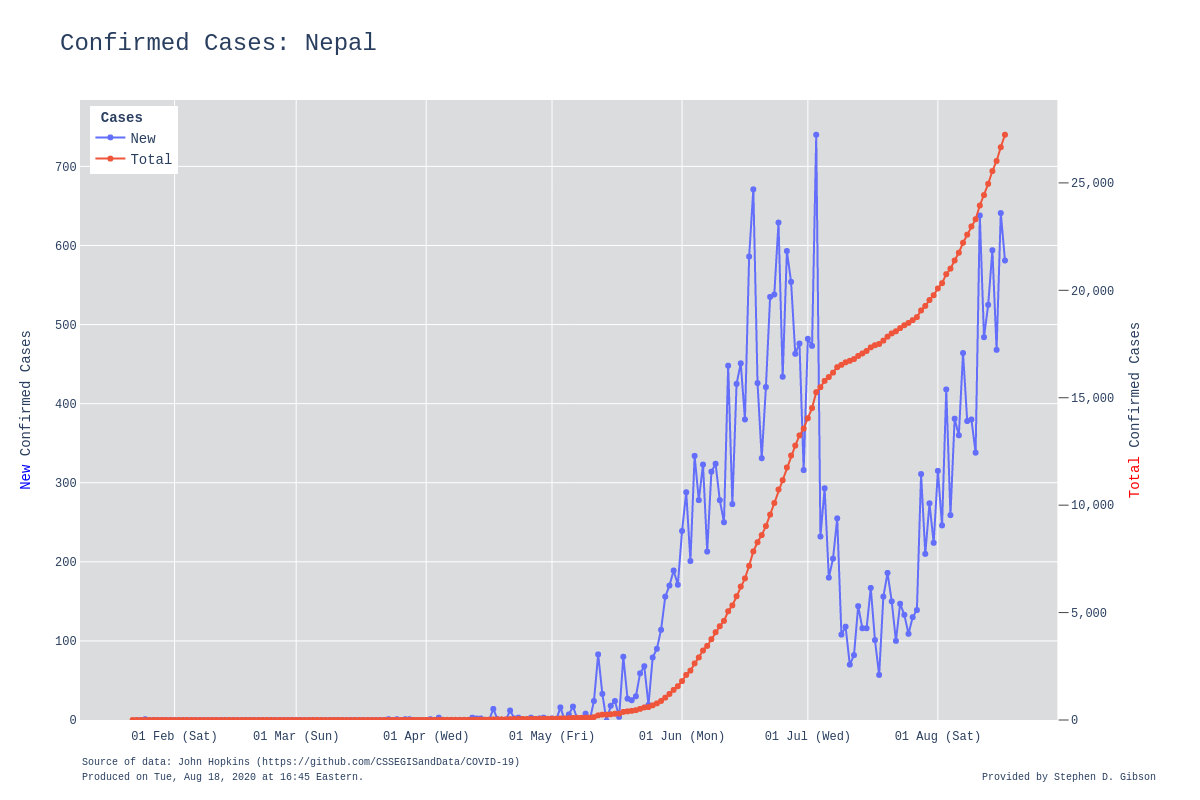 Confirmed Cases: Nepal
Cases
New
Total
700
600
500
400
300
200
100
0
New Confirmed Cases
25,000
20,000
15,000
10,000
5,000
0
Total Confirmed Cases
01 Feb (Sat)
01 Mar (Sun)
01 Apr (Wed)
01 May (Fri)
01 Jun (Mon)
01 Jul (Wed)
01 Aug (Sat)
Source of data: John Hopkins (https://github.com/CSSEGISandData/COVID-19)
Produced on Tue, Aug 18, 2020 at 16:45 Eastern.
Provided by Stephen D. Gibson